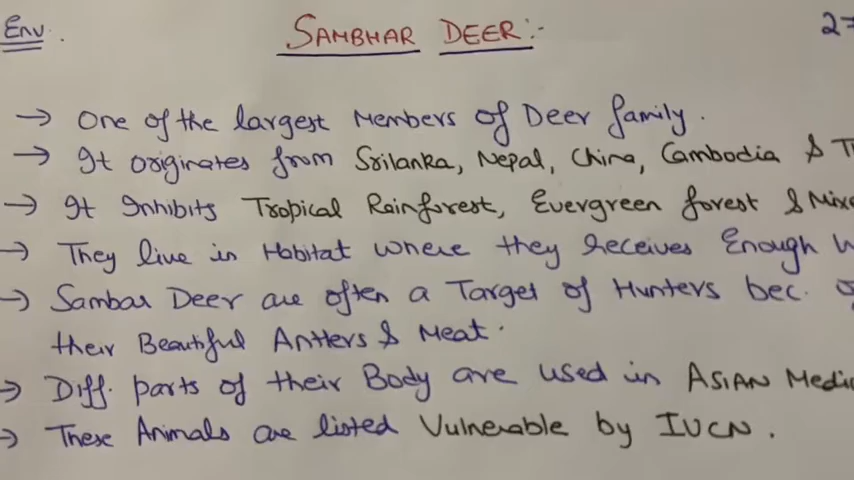 Env.
SAMBHAR DEER:-
→ One of the largest Members of Deer family.
→ It originates from Srilanka, Nepal, China, Cambodia &
→ It Inhibits Tropical Rainforest, Evergreen forest &
→ They live in Habitat where they Receives Enough
→ Sambar Deer are often a Target of Hunters bec.
their Beautiful Antlers & Meat.
→ Diff. parts of their Body are used in ASIAN
→ These Animals are listed Vulnerable by IUCN.